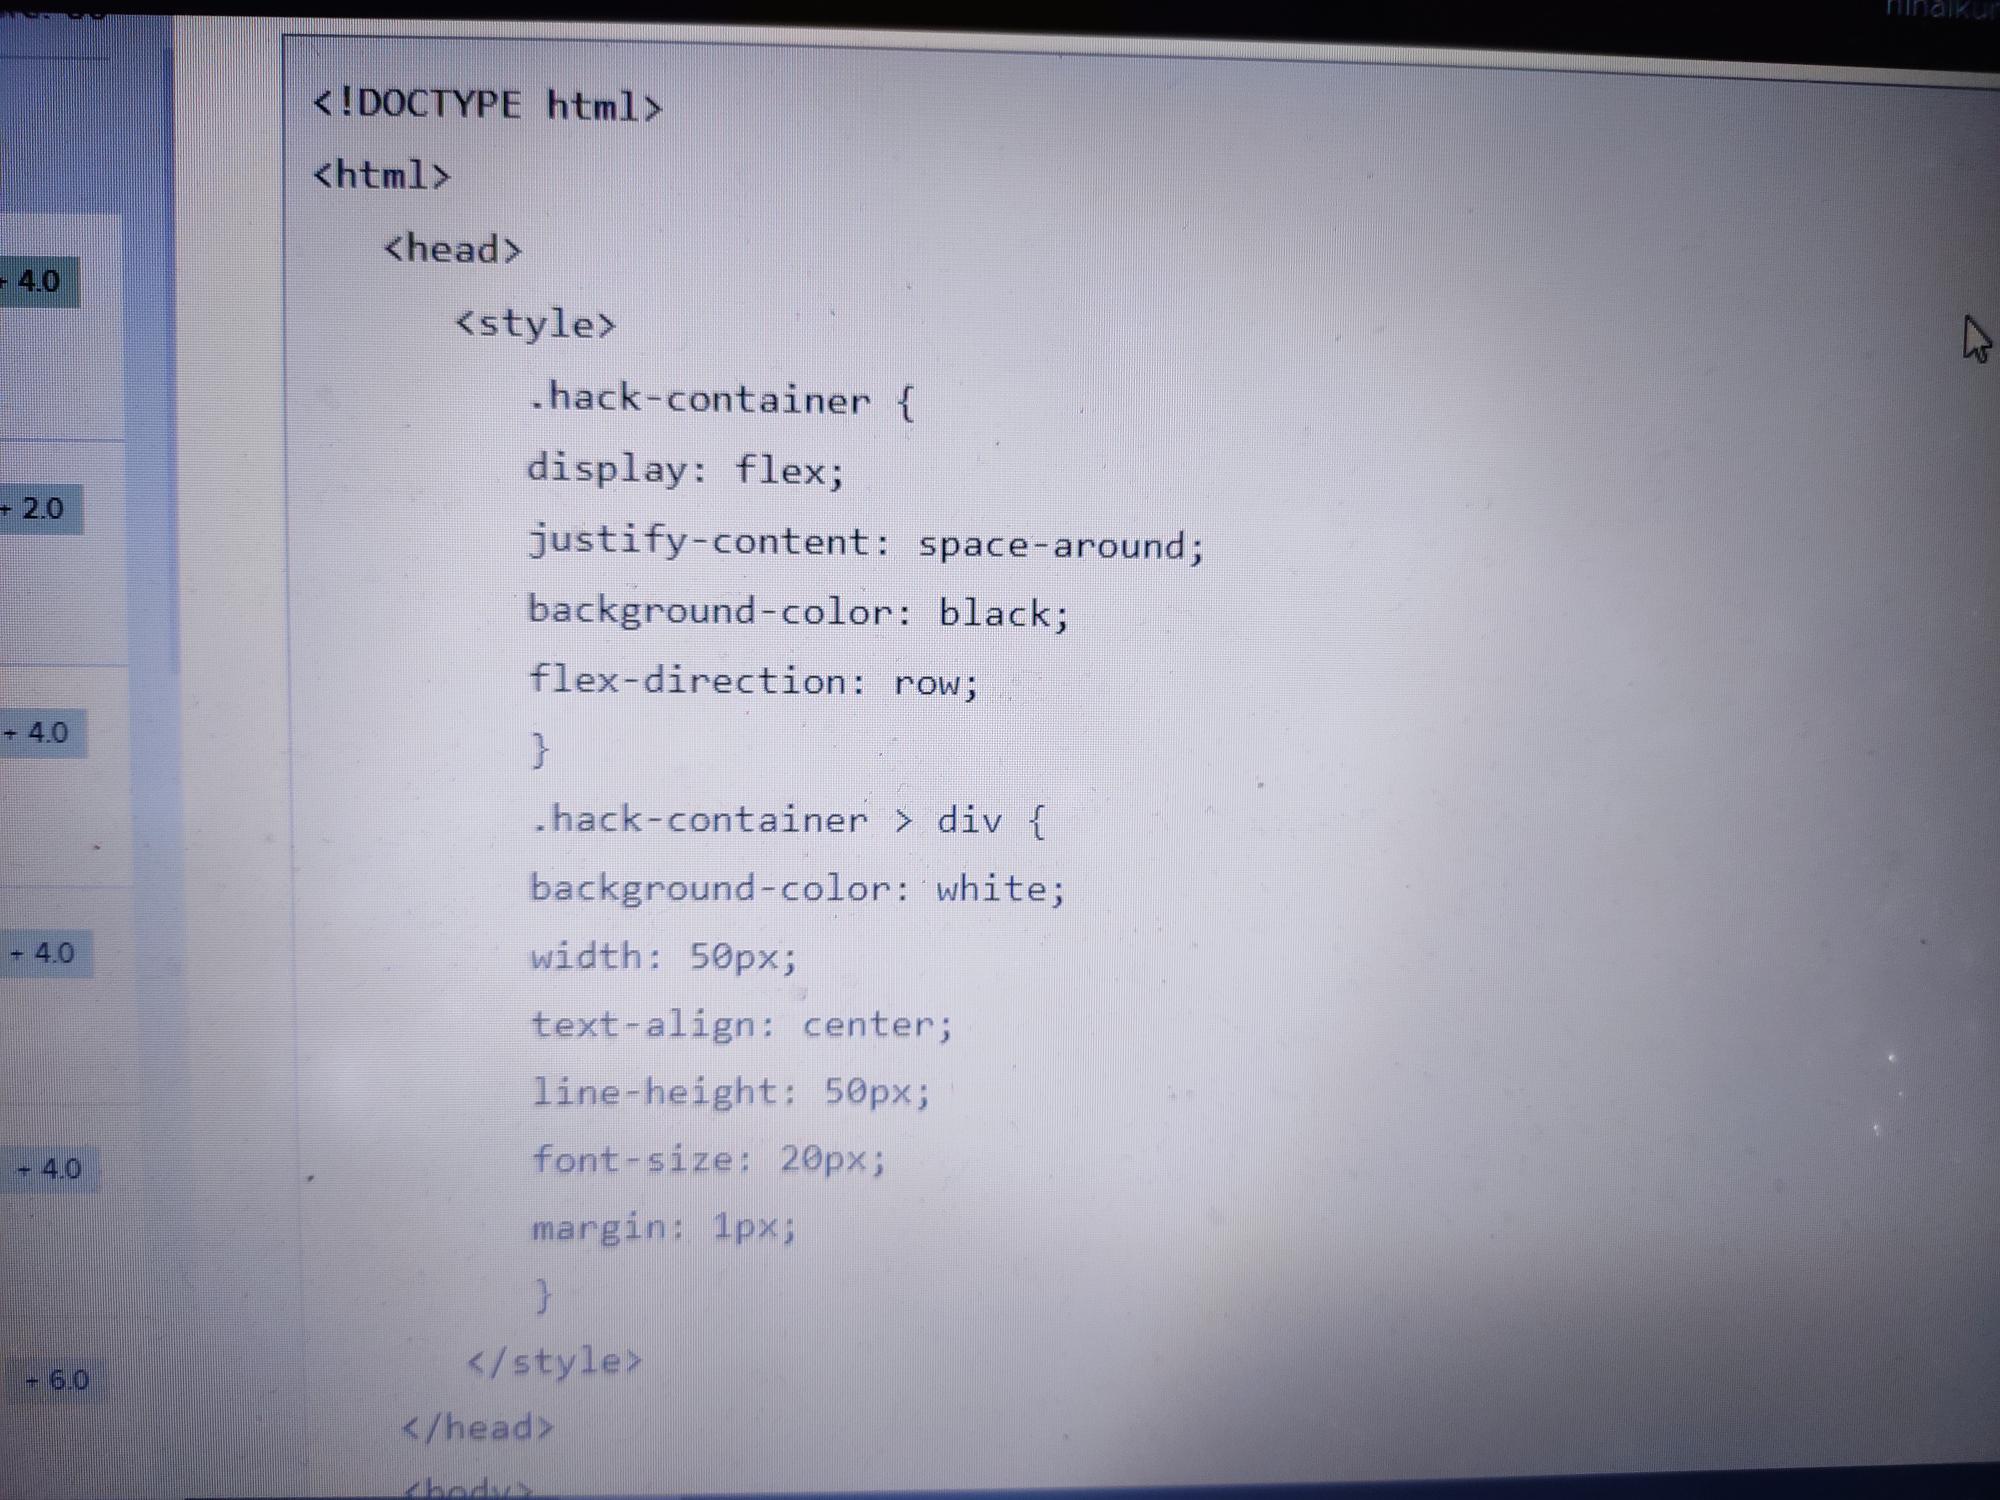 <!DOCTYPE html>
<html>
<head>
<style>
.hack-container {
display: flex;
justify-content: space-around;
background-color: black;
flex-direction: row;
}
.hack-container > div {
background-color: white;
width: 50px;
text-align: center;
line-height: 50px;
font-size: 20px;
margin: 1px;
}
</style>
</head>
<body>
+ 4.0
+ 2.0
+ 4.0
+ 4.0
+ 4.0
+ 6.0